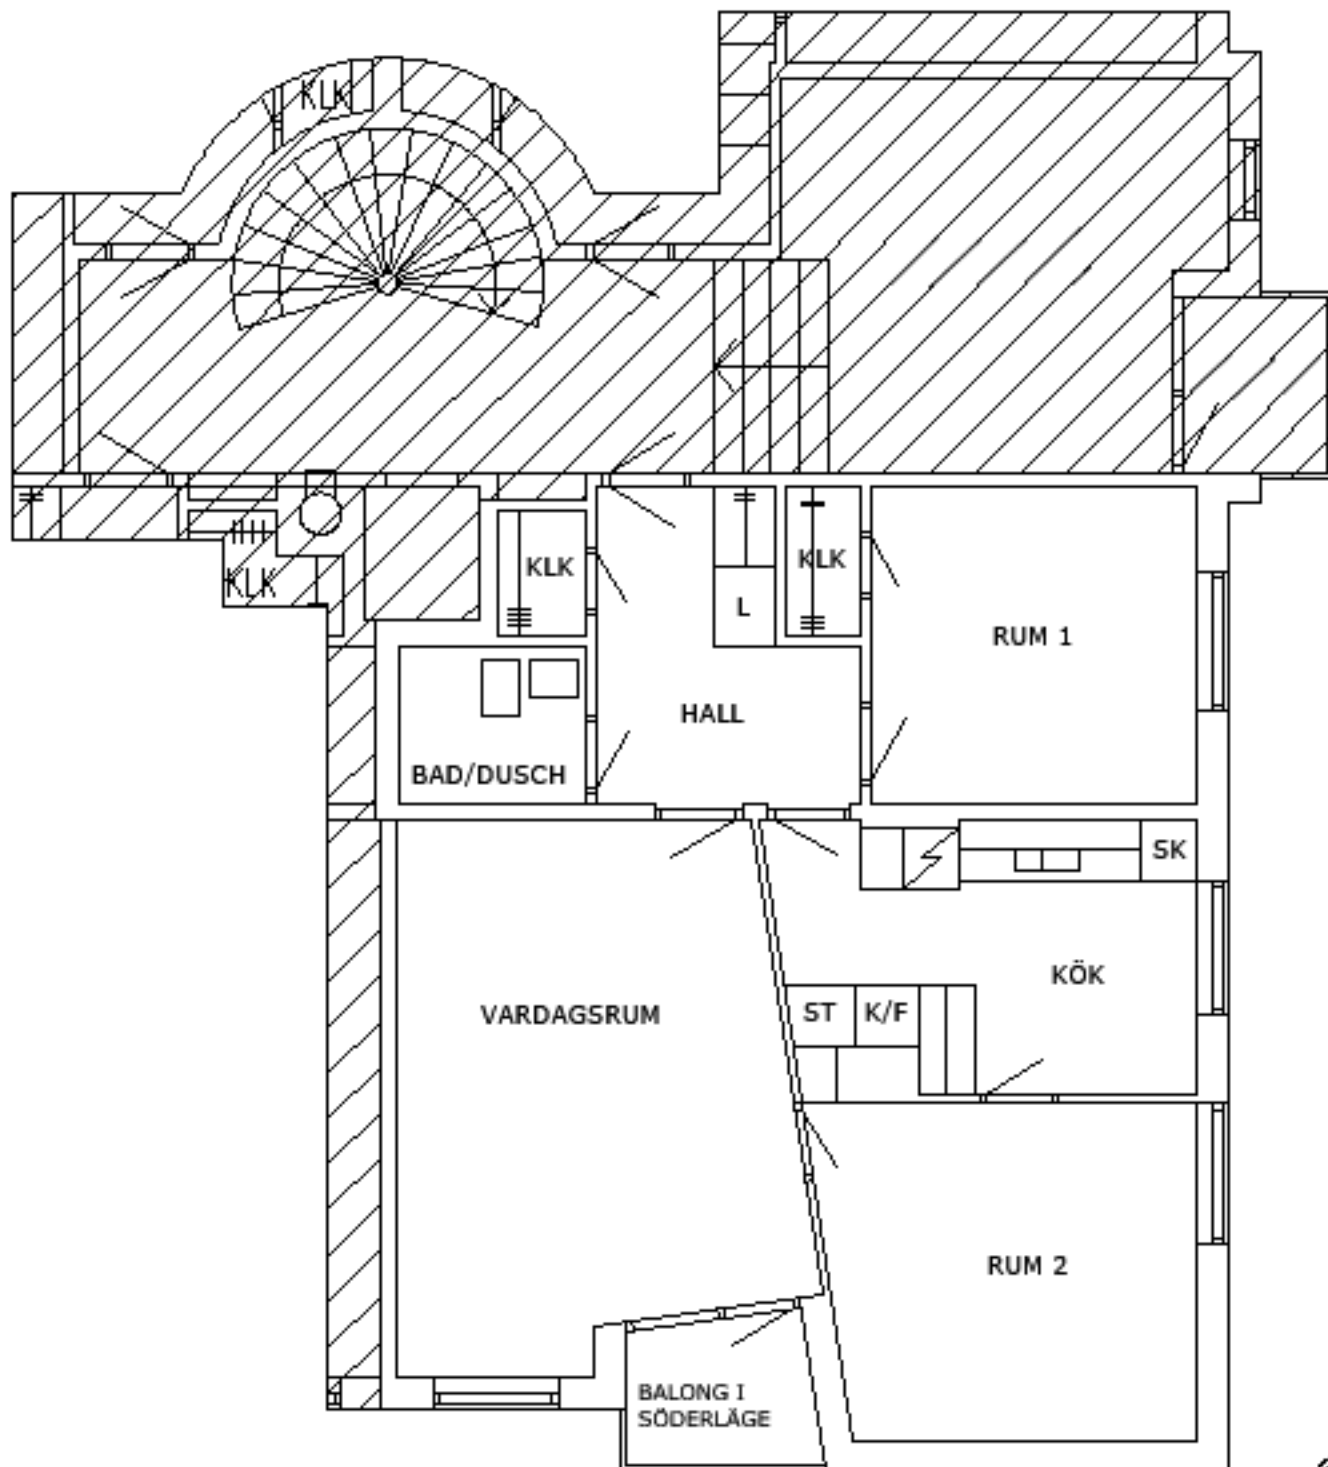 KLK
KLK
KLK
KLK
L
RUM 1
HALL
BAD/DUSCH
SK
KÖK
ST
K/F
VARDAGSRUM
RUM 2
BALONG I
SÖDERLÄGE